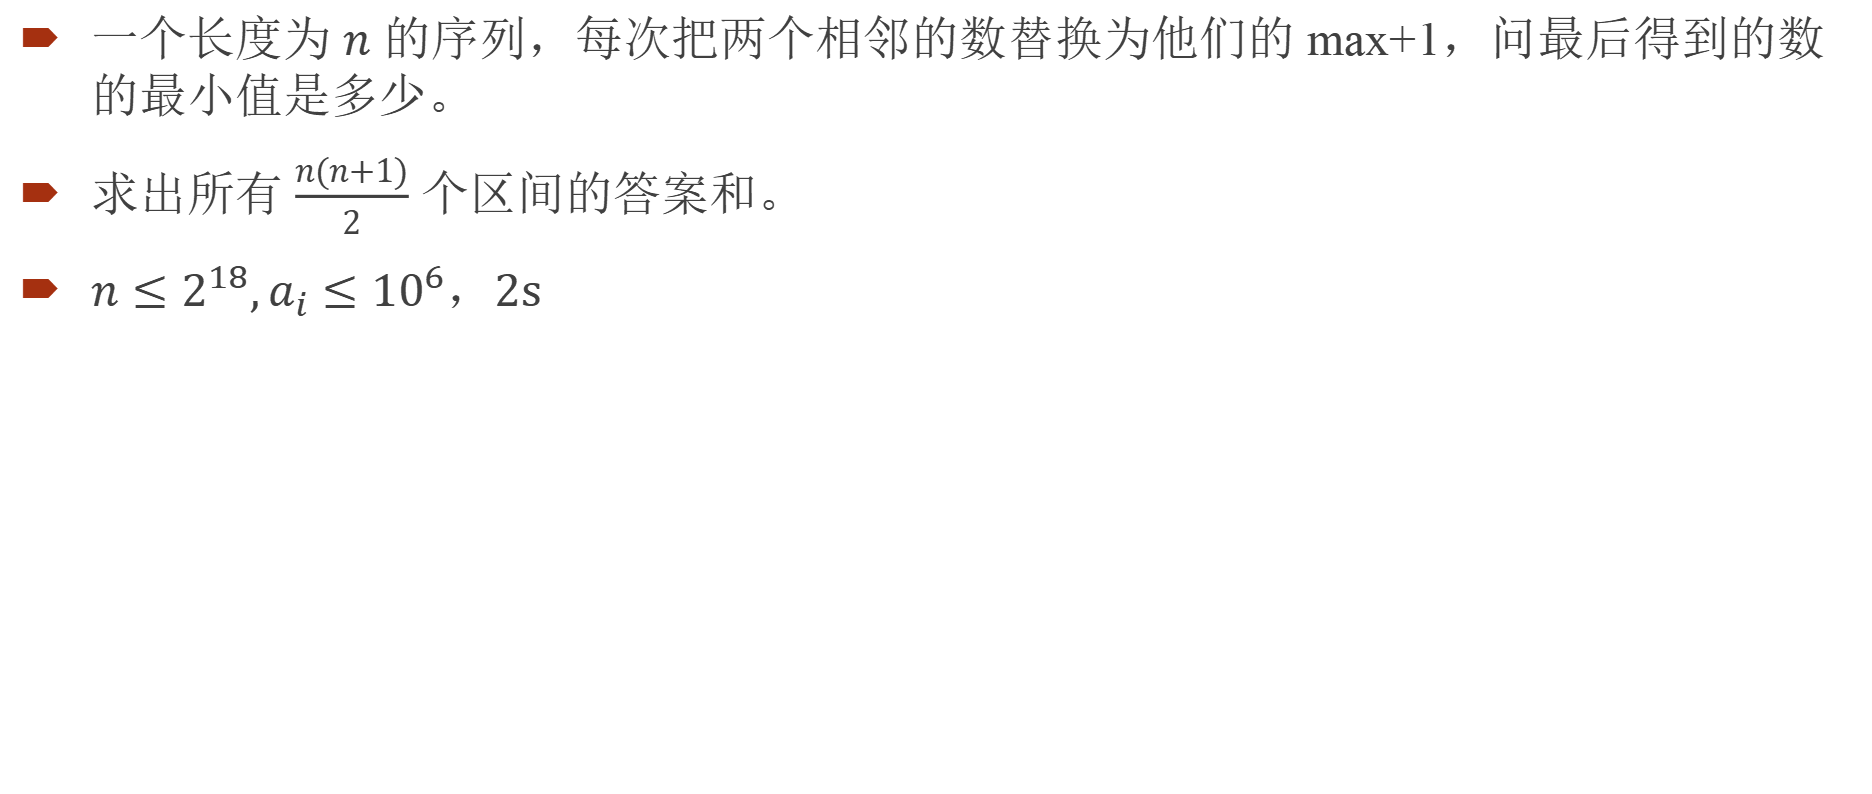 一个长度为 n 的序列，每次把两个相邻的数替换为他们的 max+1，问最后得到的数
的最小值是多少。
求出所有 n(n+1)/2 个区间的答案和。
n ≤ 2^18, a_i ≤ 10^6，2s